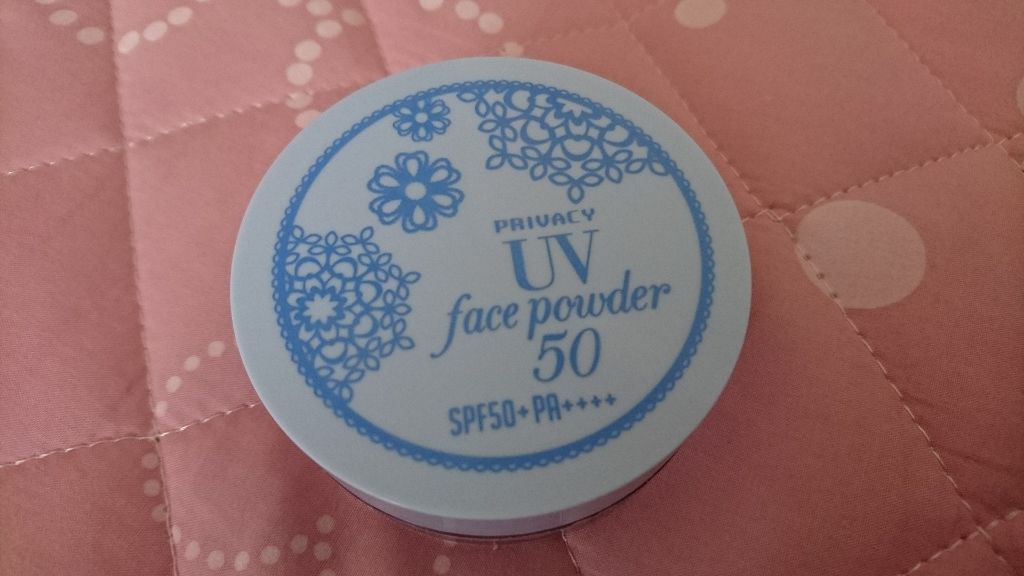 PRIVACY
UV
face powder
50
SPF50+PA++++